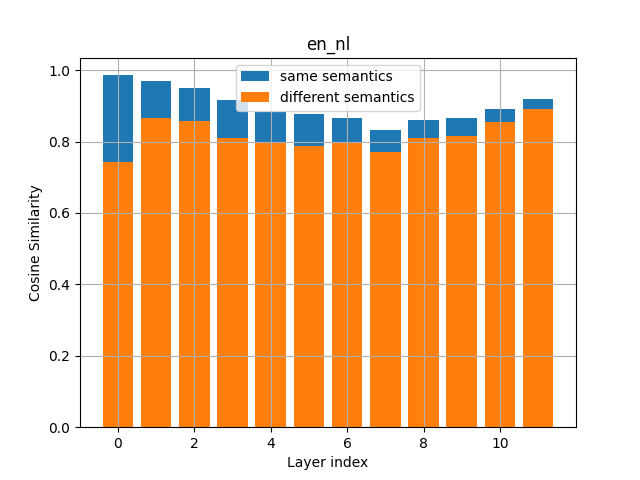 en_nl
same semantics
different semantics
1.0
0.8
0.6
0.4
0.2
0.0
Cosine Similarity
0 2 4 6 8 10
Layer index